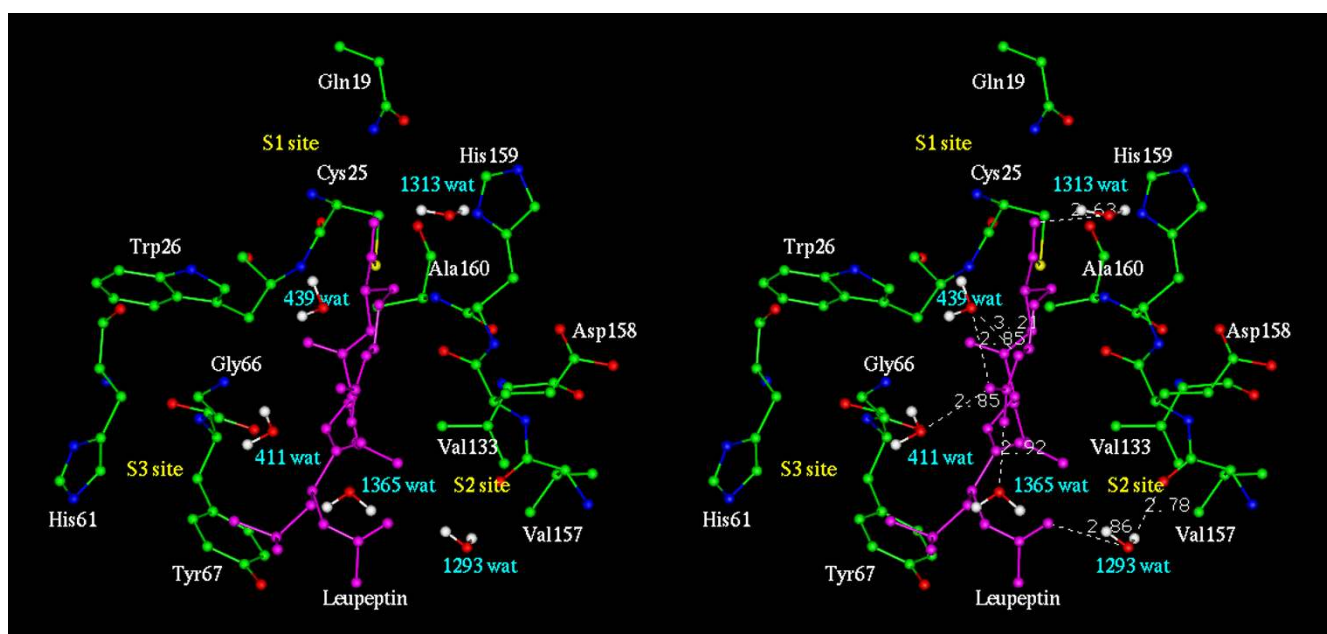 Gln19
S1 site
His159
Cys25
1313 wat
Trp26
Ala160
439 wat
Asp158
Gly66
Val133
S3 site
411 wat
1365 wat
S2 site
His61
Val157
1293 wat
Tyr67
Leupeptin
Gln19
S1 site
His159
Cys25
1313 wat
2.63
Trp26
Ala160
439 wat
3.21
Asp158
2.85
Gly66
2.85
Val133
S3 site
411 wat
2.92
1365 wat
S2 site
2.78
His61
2.86
Val157
1293 wat
Tyr67
Leupeptin